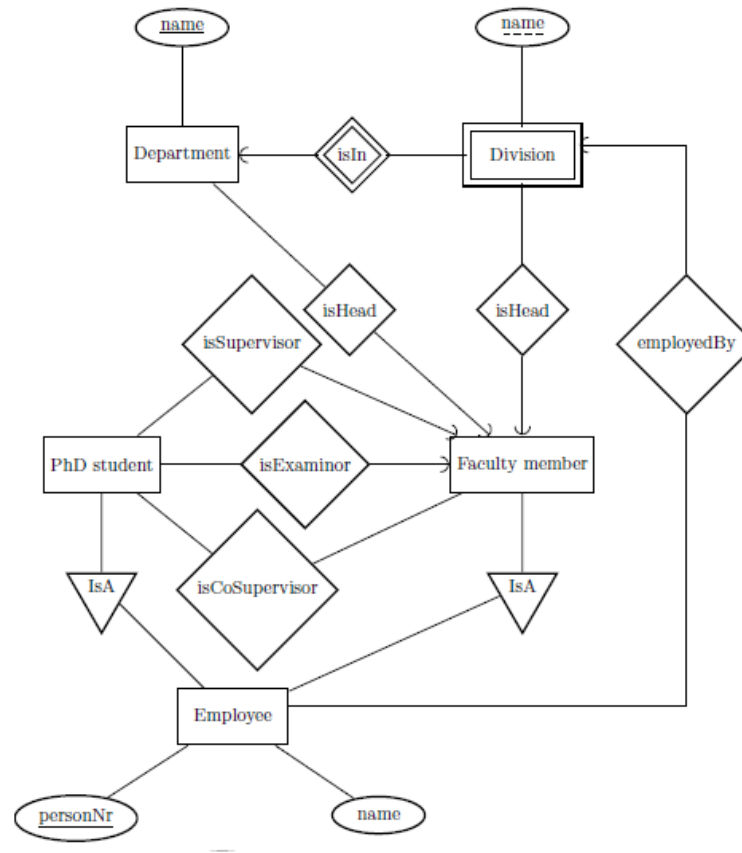 name
name
Department
isIn
Division
isHead
isHead
isSupervisor
employedBy
PhD student
isExaminor
Faculty member
IsA
isCoSupervisor
IsA
Employee
personNr
name